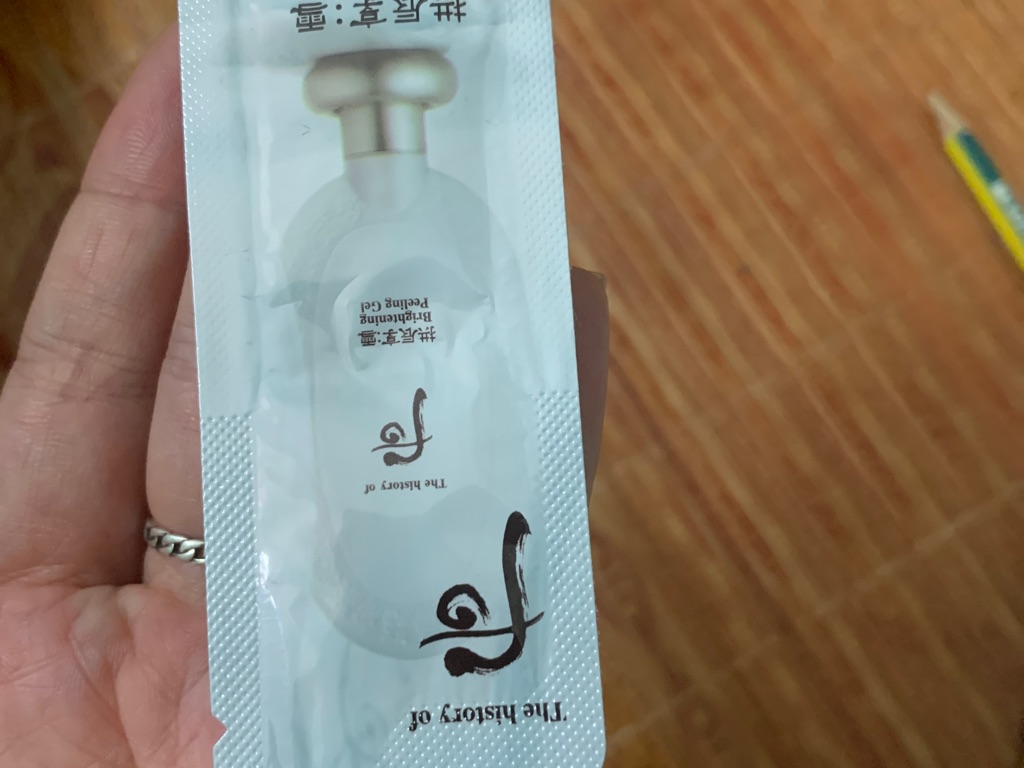 The history of
后
The history of
后
拱辰享:雪
Brightening
Peeling Gel
拱辰享:雪